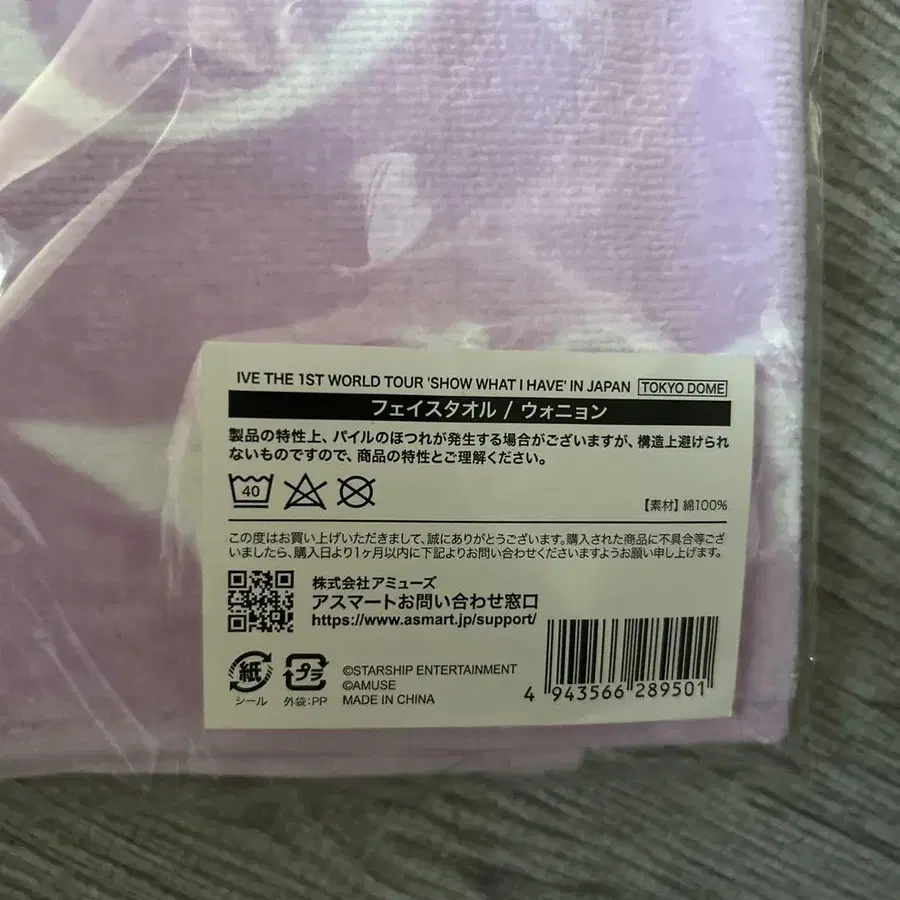 IVE THE 1ST WORLD TOUR 'SHOW WHAT I HAVE' IN JAPAN TOKYO DOME
フェイスタオル / ウォニョン
製品の特性上、パイルのほつれが発生する場合がございますが、構造上避けられ
ないものですので、商品の特性とご理解ください。
40
【素材】綿100%
この度はお買い上げいただきまして、誠にありがとうございます。購入された商品に不具合等ござ
いましたら、購入日より1ヶ月以内に下記よりお問い合わせくださいますようお願い申し上げます。
株式会社アミューズ
アスマートお問い合わせ窓口
https://www.asmart.jp/support/
紙
シール
プラ
外袋:PP
©STARSHIP ENTERTAINMENT
©AMUSE
MADE IN CHINA
4 943566 289501